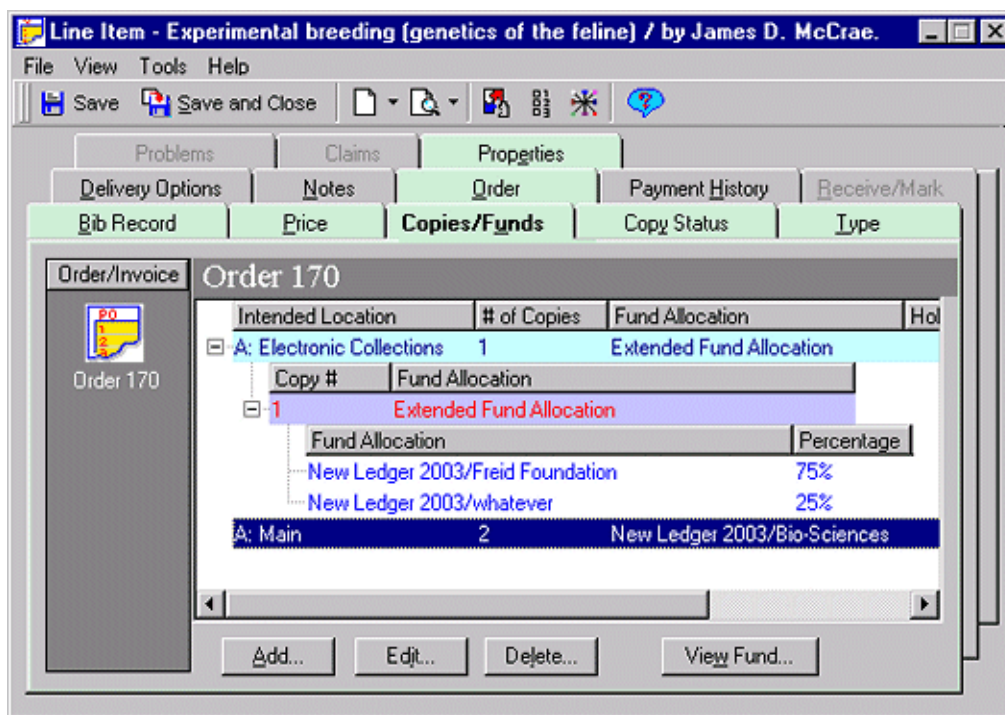 Line Item - Experimental breeding (genetics of the feline) / by James D. McCrae.
File View Tools Help
Save Save and Close
Problems Claims Properties
Delivery Options Notes Order Payment History Receive/Mark
Bib Record Price Copies/Funds Copy Status Type
Order/Invoice Order 170
PO
1
2
3
Order 170
Intended Location # of Copies Fund Allocation Hol
A: Electronic Collections 1 Extended Fund Allocation
Copy # Fund Allocation
1 Extended Fund Allocation
Fund Allocation Percentage
New Ledger 2003/Freid Foundation 75%
New Ledger 2003/whatever 25%
A: Main 2 New Ledger 2003/Bio-Sciences
Add... Edit... Delete... View Fund...